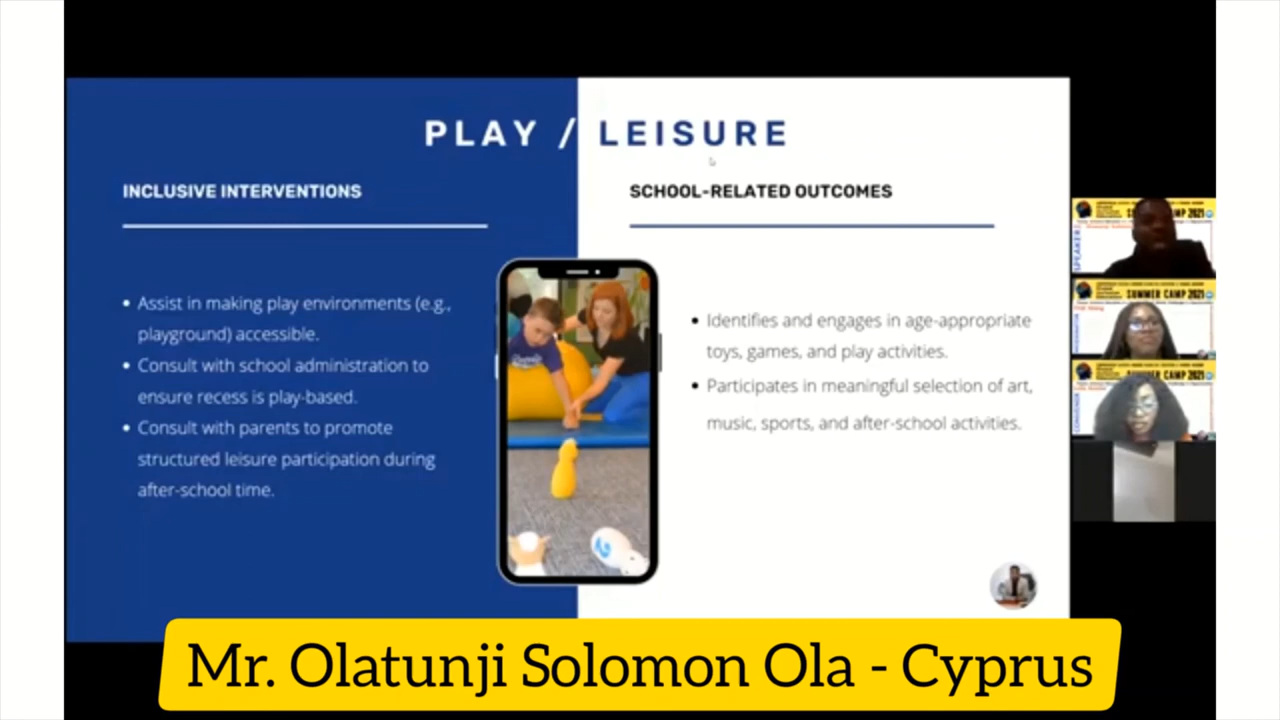 PLAY / LEISURE
INCLUSIVE INTERVENTIONS
• Assist in making play environments (e.g.,
playground) accessible.
• Consult with school administration to
ensure recess is play-based.
• Consult with parents to promote
structured leisure participation during
after-school time.
SCHOOL-RELATED OUTCOMES
• Identifies and engages in age-appropriate
toys, games, and play activities.
• Participates in meaningful selection of art,
music, sports, and after-school activities.
SUMMER CAMP 2021
SPEAKER
SUMMER CAMP 2021
MODERATOR
SUMMER CAMP 2021
CONVENER
Mr. Olatunji Solomon Ola - Cyprus